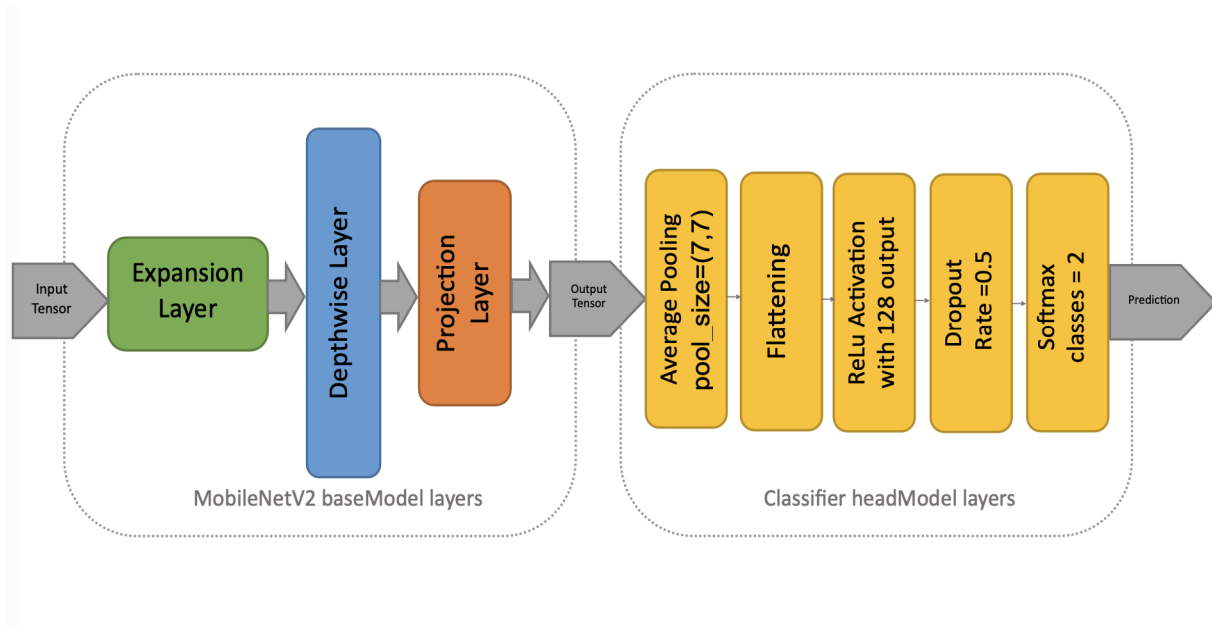 Input
Tensor
Expansion
Layer
Depthwise Layer
Projection
Layer
Output
Tensor
MobileNetV2 baseModel layers
Average Pooling
pool_size=(7,7)
Flattening
ReLu Activation
with 128 output
Dropout
Rate =0.5
Softmax
classes = 2
Prediction
Classifier headModel layers